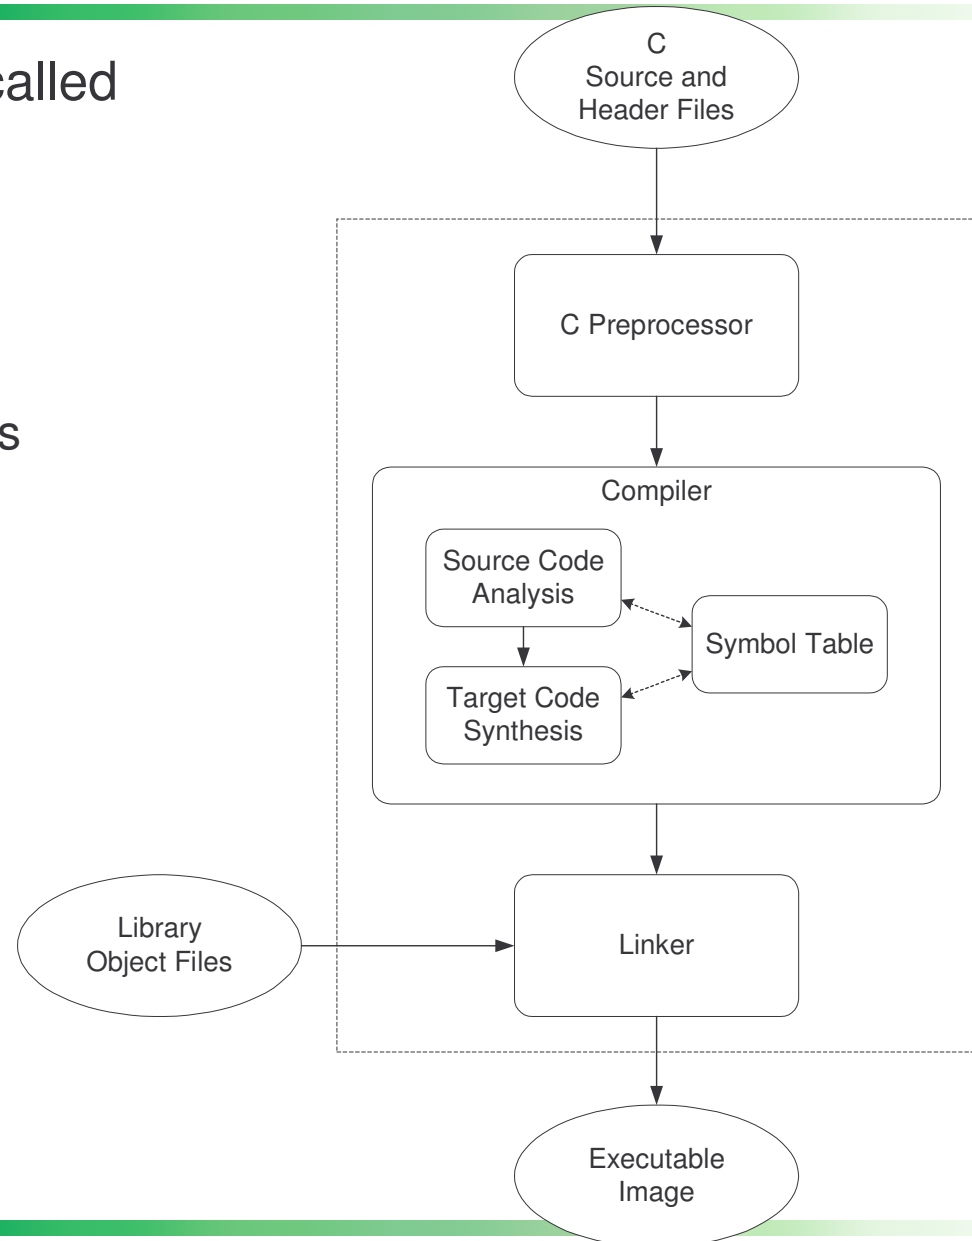 called
s
C
Source and
Header Files
C Preprocessor
Compiler
Source Code
Analysis
Symbol Table
Target Code
Synthesis
Library
Object Files
Linker
Executable
Image